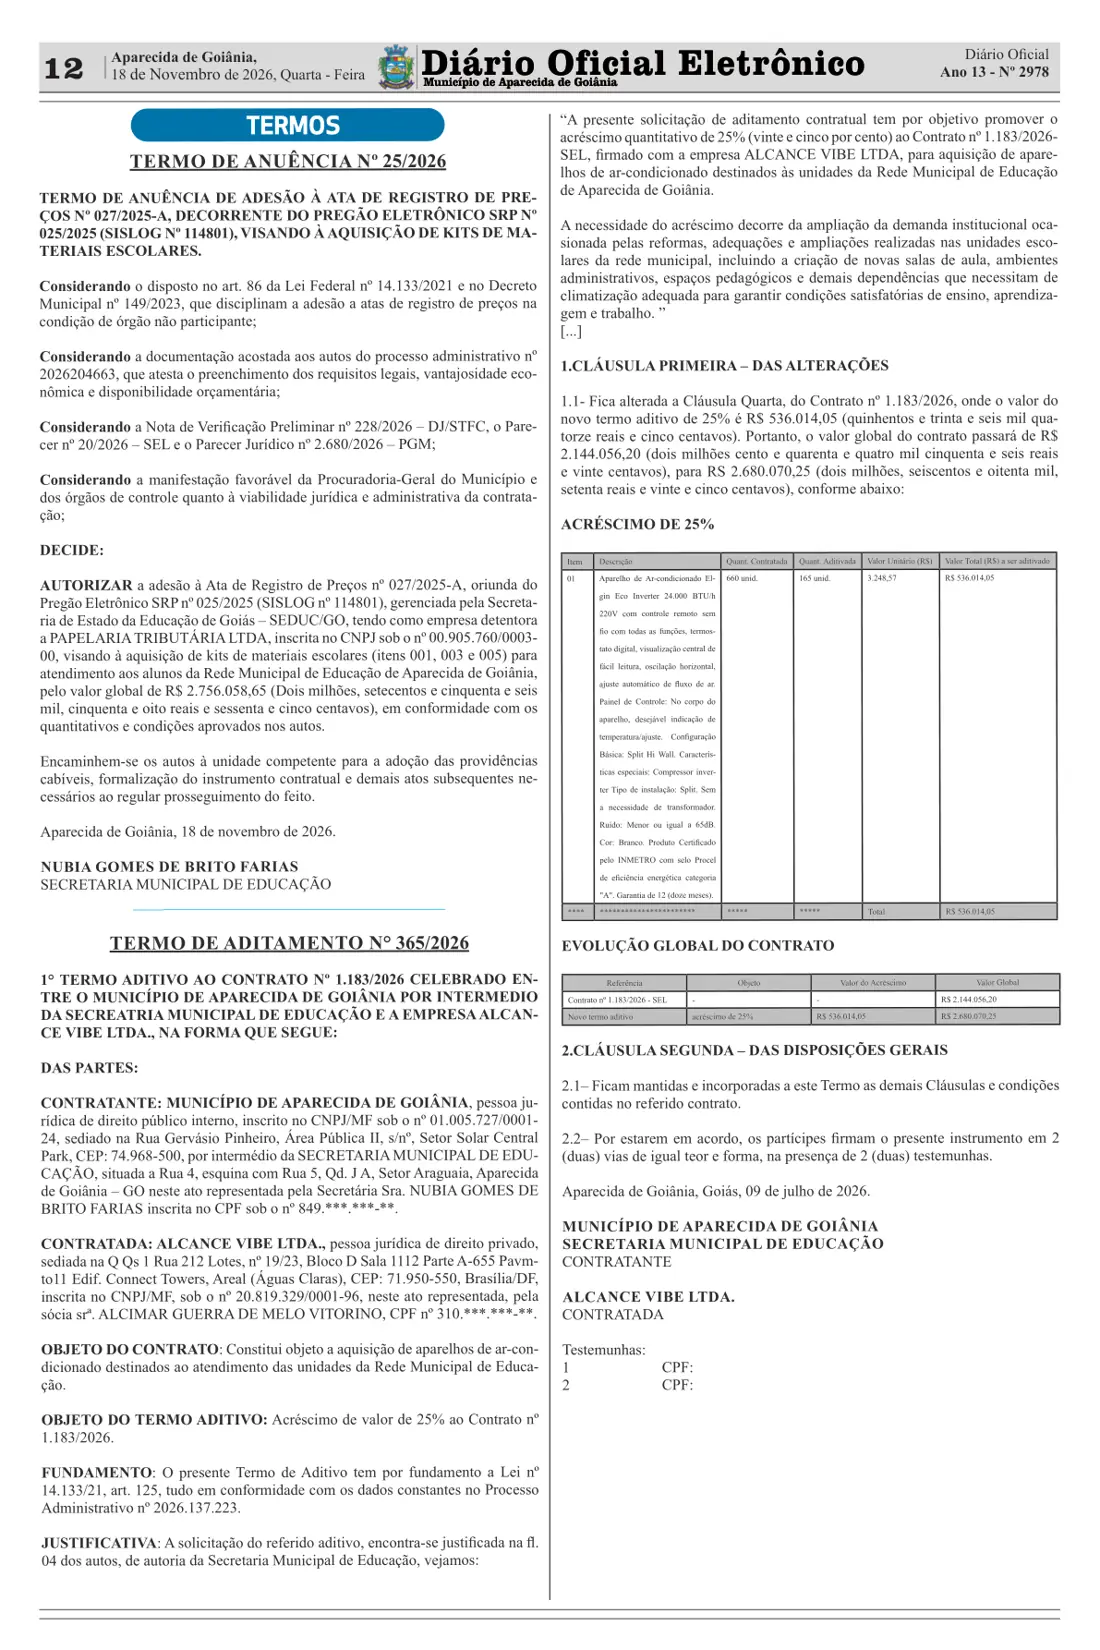 12
Aparecida de Goiânia,
18 de Novembro de 2026, Quarta - Feira
Diário Oficial Eletrônico
Município de Aparecida de Goiânia
Diário Oficial
Ano 13 - Nº 2978
TERMOS
TERMO DE ANUÊNCIA Nº 25/2026
TERMO DE ANUÊNCIA DE ADESÃO À ATA DE REGISTRO DE PRE-
ÇOS Nº 027/2025-A, DECORRENTE DO PREGÃO ELETRÔNICO SRP Nº
025/2025 (SISLOG Nº 114801), VISANDO À AQUISIÇÃO DE KITS DE MA-
TERIAIS ESCOLARES.
Considerando o disposto no art. 86 da Lei Federal nº 14.133/2021 e no Decreto
Municipal nº 149/2023, que disciplinam a adesão a atas de registro de preços na
condição de órgão não participante;
Considerando a documentação acostada aos autos do processo administrativo nº
2026204663, que atesta o preenchimento dos requisitos legais, vantajosidade eco-
nômica e disponibilidade orçamentária;
Considerando a Nota de Verificação Preliminar nº 228/2026 – DJ/STFC, o Pare-
cer nº 20/2026 – SEL e o Parecer Jurídico nº 2.680/2026 – PGM;
Considerando a manifestação favorável da Procuradoria-Geral do Município e
dos órgãos de controle quanto à viabilidade jurídica e administrativa da contrata-
ção;
DECIDE:
AUTORIZAR a adesão à Ata de Registro de Preços nº 027/2025-A, oriunda do
Pregão Eletrônico SRP nº 025/2025 (SISLOG nº 114801), gerenciada pela Secreta-
ria de Estado da Educação de Goiás – SEDUC/GO, tendo como empresa detentora
a PAPELARIA TRIBUTÁRIA LTDA, inscrita no CNPJ sob o nº 00.905.760/0003-
00, visando à aquisição de kits de materiais escolares (itens 001, 003 e 005) para
atendimento aos alunos da Rede Municipal de Educação de Aparecida de Goiânia,
pelo valor global de R$ 2.756.058,65 (Dois milhões, setecentos e cinquenta e seis
mil, cinquenta e oito reais e sessenta e cinco centavos), em conformidade com os
quantitativos e condições aprovados nos autos.
Encaminhem-se os autos à unidade competente para a adoção das providências
cabíveis, formalização do instrumento contratual e demais atos subsequentes ne-
cessários ao regular prosseguimento do feito.
Aparecida de Goiânia, 18 de novembro de 2026.
NUBIA GOMES DE BRITO FARIAS
SECRETARIA MUNICIPAL DE EDUCAÇÃO
TERMO DE ADITAMENTO N° 365/2026
1° TERMO ADITIVO AO CONTRATO Nº 1.183/2026 CELEBRADO EN-
TRE O MUNICÍPIO DE APARECIDA DE GOIÂNIA POR INTERMEDIO
DA SECREATRIA MUNICIPAL DE EDUCAÇÃO E A EMPRESA ALCAN-
CE VIBE LTDA., NA FORMA QUE SEGUE:
DAS PARTES:
CONTRATANTE: MUNICÍPIO DE APARECIDA DE GOIÂNIA, pessoa ju-
rídica de direito público interno, inscrito no CNPJ/MF sob o nº 01.005.727/0001-
24, sediado na Rua Gervásio Pinheiro, Área Pública II, s/nº, Setor Solar Central
Park, CEP: 74.968-500, por intermédio da SECRETARIA MUNICIPAL DE EDU-
CAÇÃO, situada a Rua 4, esquina com Rua 5, Qd. J A, Setor Araguaia, Aparecida
de Goiânia – GO neste ato representada pela Secretária Sra. NUBIA GOMES DE
BRITO FARIAS inscrita no CPF sob o nº 849.***.***-**.
CONTRATADA: ALCANCE VIBE LTDA., pessoa jurídica de direito privado,
sediada na Q Qs 1 Rua 212 Lotes, nº 19/23, Bloco D Sala 1112 Parte A-655 Pavm-
to11 Edif. Connect Towers, Areal (Águas Claras), CEP: 71.950-550, Brasília/DF,
inscrita no CNPJ/MF, sob o nº 20.819.329/0001-96, neste ato representada, pela
sócia srª. ALCIMAR GUERRA DE MELO VITORINO, CPF nº 310.***.***-**.
OBJETO DO CONTRATO: Constitui objeto a aquisição de aparelhos de ar-con-
dicionado destinados ao atendimento das unidades da Rede Municipal de Educa-
ção.
OBJETO DO TERMO ADITIVO: Acréscimo de valor de 25% ao Contrato nº
1.183/2026.
FUNDAMENTO: O presente Termo de Aditivo tem por fundamento a Lei nº
14.133/21, art. 125, tudo em conformidade com os dados constantes no Processo
Administrativo nº 2026.137.223.
JUSTIFICATIVA: A solicitação do referido aditivo, encontra-se justificada na fl.
04 dos autos, de autoria da Secretaria Municipal de Educação, vejamos:
“A presente solicitação de aditamento contratual tem por objetivo promover o
acréscimo quantitativo de 25% (vinte e cinco por cento) ao Contrato nº 1.183/2026-
SEL, firmado com a empresa ALCANCE VIBE LTDA, para aquisição de apare-
lhos de ar-condicionado destinados às unidades da Rede Municipal de Educação
de Aparecida de Goiânia.
A necessidade do acréscimo decorre da ampliação da demanda institucional oca-
sionada pelas reformas, adequações e ampliações realizadas nas unidades esco-
lares da rede municipal, incluindo a criação de novas salas de aula, ambientes
administrativos, espaços pedagógicos e demais dependências que necessitam de
climatização adequada para garantir condições satisfatórias de ensino, aprendiza-
gem e trabalho. ”
[...]
1.CLÁUSULA PRIMEIRA – DAS ALTERAÇÕES
1.1- Fica alterada a Cláusula Quarta, do Contrato nº 1.183/2026, onde o valor do
novo termo aditivo de 25% é R$ 536.014,05 (quinhentos e trinta e seis mil qua-
torze reais e cinco centavos). Portanto, o valor global do contrato passará de R$
2.144.056,20 (dois milhões cento e quarenta e quatro mil cinquenta e seis reais
e vinte centavos), para RS 2.680.070,25 (dois milhões, seiscentos e oitenta mil,
setenta reais e vinte e cinco centavos), conforme abaixo:
ACRÉSCIMO DE 25%
Item Descrição Quant. Contratada Quant. Aditivada Valor Unitário (R$) Valor Total (R$) a ser aditivado
01 Aparelho de Ar-condicionado El- 660 unid. 165 unid. 3.248,57 R$ 536.014,05
gin Eco Inverter 24.000 BTU/h
220V com controle remoto sem
fio com todas as funções, termos-
tato digital, visualização central de
fácil leitura, oscilação horizontal,
ajuste automático de fluxo de ar.
Painel de Controle: No corpo do
aparelho, desejável indicação de
temperatura/ajuste. Configuração
Básica: Split Hi Wall. Caracterís-
ticas especiais: Compressor inver-
ter Tipo de instalação: Split. Sem
a necessidade de transformador.
Ruído: Menor ou igual a 65dB.
Cor: Branco. Produto Certificado
pelo INMETRO com selo Procel
de eficiência energética categoria
"A". Garantia de 12 (doze meses).
**** *********************** ***** ***** Total R$ 536.014,05
EVOLUÇÃO GLOBAL DO CONTRATO
Referência Objeto Valor do Acréscimo Valor Global
Contrato nº 1.183/2026 - SEL - - R$ 2.144.056,20
Novo termo aditivo acréscimo de 25% R$ 536.014,05 R$ 2.680.070,25
2.CLÁUSULA SEGUNDA – DAS DISPOSIÇÕES GERAIS
2.1– Ficam mantidas e incorporadas a este Termo as demais Cláusulas e condições
contidas no referido contrato.
2.2– Por estarem em acordo, os partícipes firmam o presente instrumento em 2
(duas) vias de igual teor e forma, na presença de 2 (duas) testemunhas.
Aparecida de Goiânia, Goiás, 09 de julho de 2026.
MUNICÍPIO DE APARECIDA DE GOIÂNIA
SECRETARIA MUNICIPAL DE EDUCAÇÃO
CONTRATANTE
ALCANCE VIBE LTDA.
CONTRATADA
Testemunhas:
1 CPF:
2 CPF: